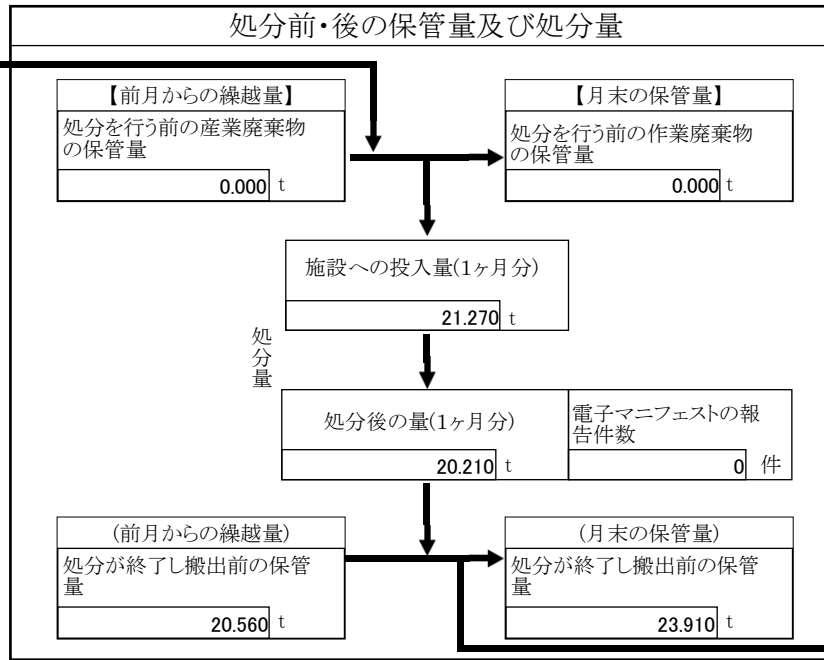 処分前・後の保管量及び処分量
【前月からの繰越量】
処分を行う前の産業廃棄物
の保管量
0.000 t
【月末の保管量】
処分を行う前の作業廃棄物
の保管量
0.000 t
施設への投入量(1ヶ月分)
21.270 t
処分量
処分後の量(1ヶ月分)
20.210 t
電子マニフェストの報
告件数
0 件
(前月からの繰越量)
処分が終了し搬出前の保管
量
20.560 t
(月末の保管量)
処分が終了し搬出前の保管
量
23.910 t